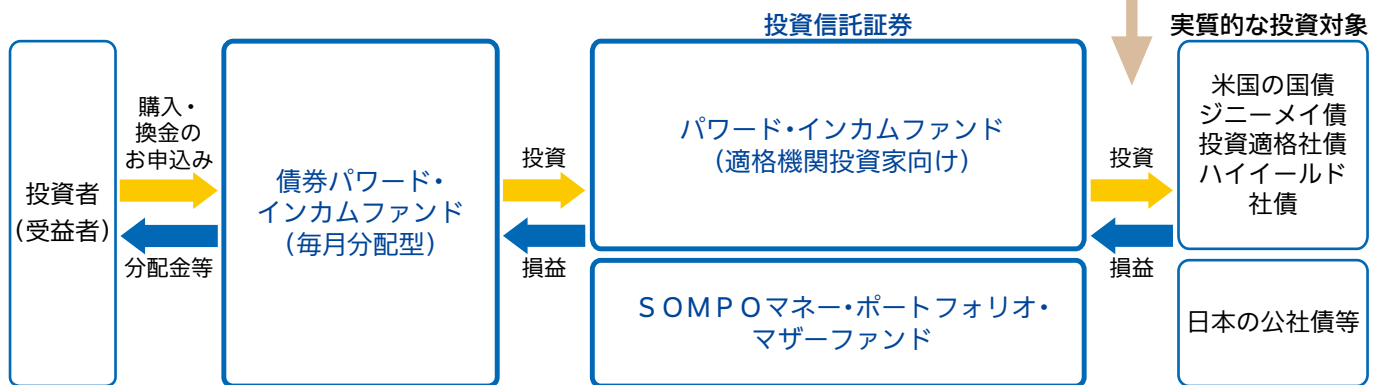 投資信託証券
実質的な投資対象
投資者
(受益者)
購入・
換金の
お申込み
分配金等
債券パワード・
インカムファンド
(毎月分配型)
投資
損益
パワード・インカムファンド
(適格機関投資家向け)
SOMPOマネー・ポートフォリオ・
マザーファンド
投資
損益
米国の国債
ジニーメイ債
投資適格社債
ハイイールド
社債
日本の公社債等